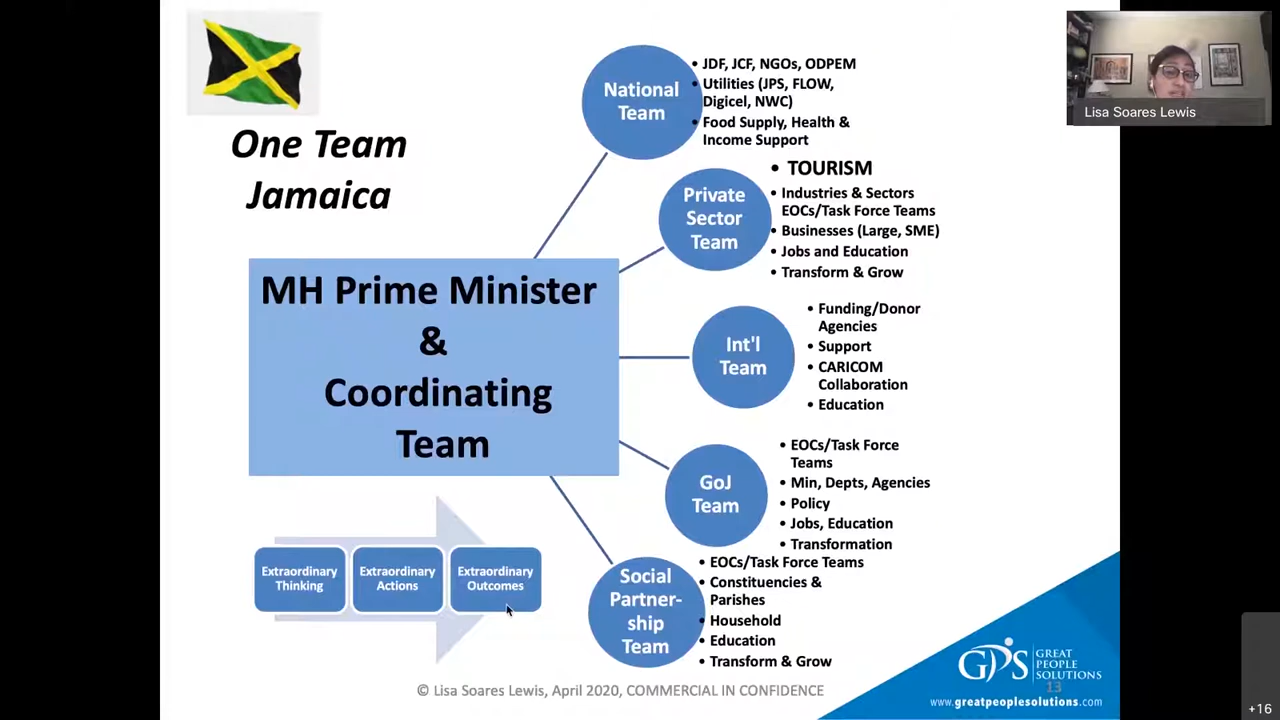 One Team
Jamaica
MH Prime Minister
&
Coordinating
Team
National
Team
• JDF, JCF, NGOs, ODPEM
• Utilities (JPS, FLOW,
Digicel, NWC)
• Food Supply, Health &
Income Support
Private
Sector
Team
• TOURISM
• Industries & Sectors
EOCs/Task Force Teams
• Businesses (Large, SME)
• Jobs and Education
• Transform & Grow
Int'l
Team
• Funding/Donor
Agencies
• Support
• CARICOM
Collaboration
• Education
GoJ
Team
• EOCs/Task Force
Teams
• Min, Depts, Agencies
• Policy
• Jobs, Education
• Transformation
Social
Partner-
ship
Team
• EOCs/Task Force Teams
• Constituencies &
Parishes
• Household
• Education
• Transform & Grow
Extraordinary
Thinking
Extraordinary
Actions
Extraordinary
Outcomes
© Lisa Soares Lewis, April 2020, COMMERCIAL IN CONFIDENCE
GPS
GREAT
PEOPLE
SOLUTIONS
13
www.greatpeoplesolutions.com
Lisa Soares Lewis
+16